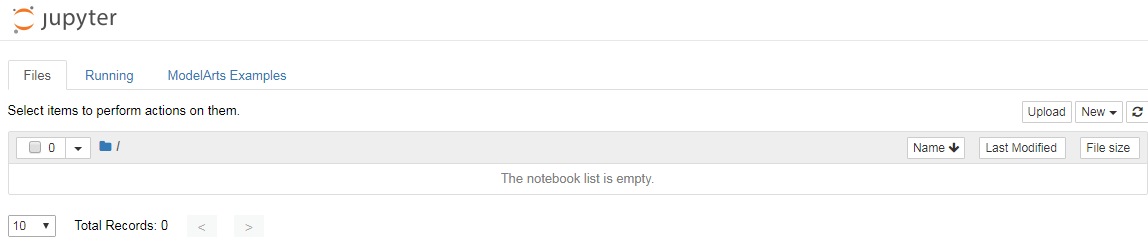 jupyter
Files Running ModelArts Examples
Select items to perform actions on them.
Upload New
0 / Name Last Modified File size
The notebook list is empty.
10 Total Records: 0 < >